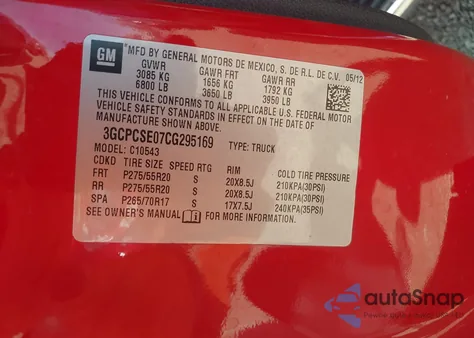 GM
MFD BY GENERAL MOTORS DE MEXICO, S. DE R.L. DE C.V. 05/12
GVWR GAWR FRT GAWR RR
3085 KG 1656 KG 1792 KG
6800 LB 3650 LB 3950 LB
THIS VEHICLE CONFORMS TO ALL APPLICABLE U.S. FEDERAL MOTOR
VEHICLE SAFETY STANDARDS IN EFFECT ON THE DATE OF
MANUFACTURE SHOWN ABOVE.
3GCPCSE07CG295169 TYPE: TRUCK
MODEL: C10543
CDKD TIRE SIZE SPEED RTG RIM COLD TIRE PRESSURE
FRT P275/55R20 S 20X8.5J 210KPA(30PSI)
RR P275/55R20 S 20X8.5J 210KPA(30PSI)
SPA P265/70R17 S 17X7.5J 240KPA(35PSI)
SEE OWNER'S MANUAL FOR MORE INFORMATION
autoSnap